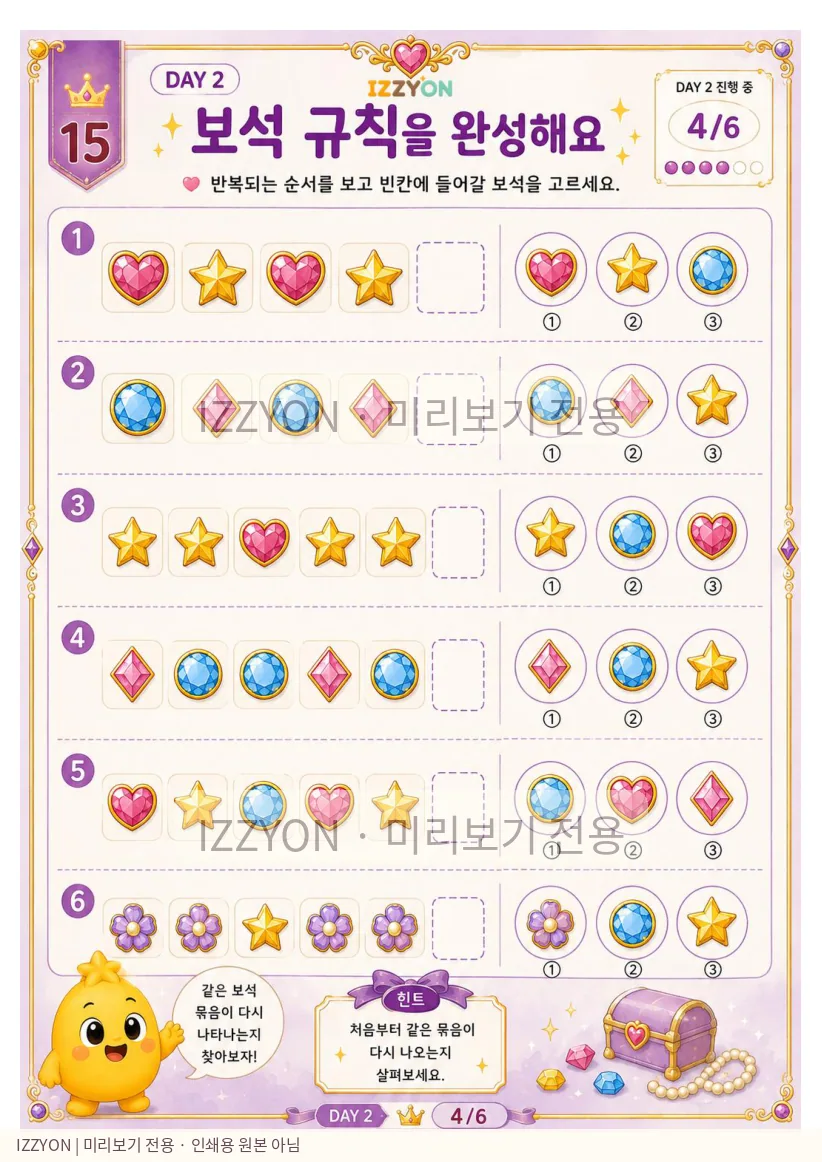 DAY 2
IZZYON
15
보석 규칙을 완성해요
반복되는 순서를 보고 빈칸에 들어갈 보석을 고르세요.
DAY 2 진행 중
4/6
1
① ② ③
2
IZZYON · 미리보기 전용
① ② ③
3
① ② ③
4
① ② ③
5
IZZYON · 미리보기 전용
① ② ③
6
① ② ③
같은 보석
묶음이 다시
나타나는지
찾아보자!
힌트
처음부터 같은 묶음이
다시 나오는지
살펴보세요.
DAY 2
4/6
IZZYON | 미리보기 전용 · 인쇄용 원본 아님